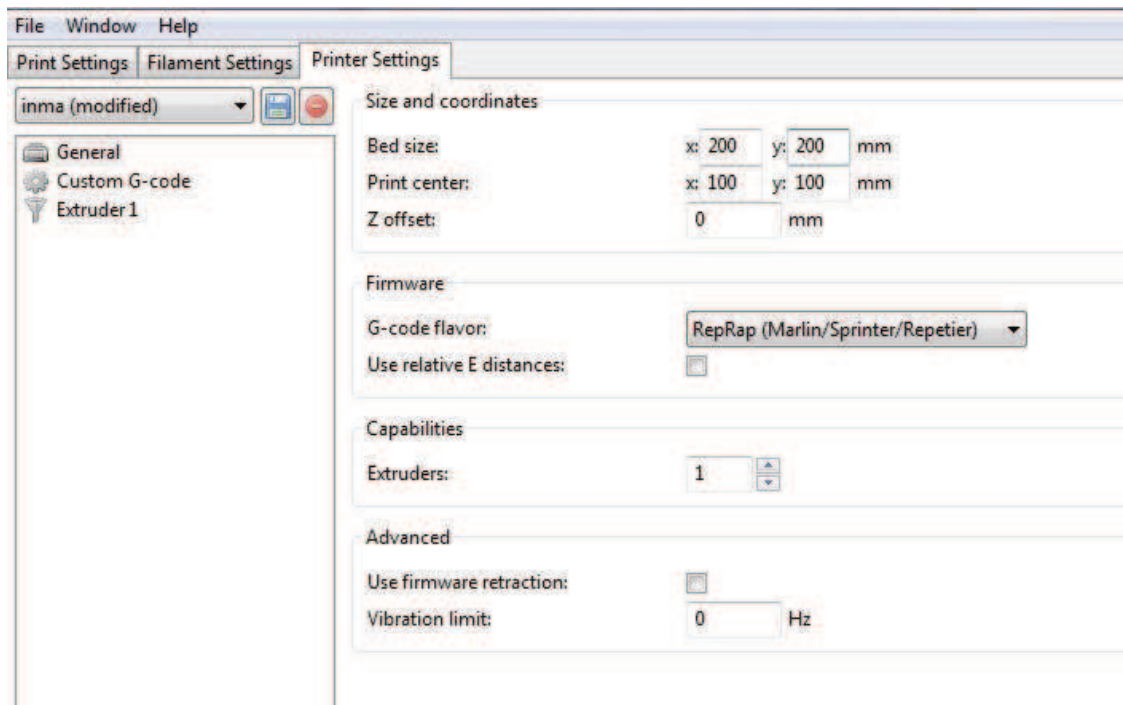 File Window Help
Print Settings Filament Settings Printer Settings
inma (modified)
General
Custom G-code
Extruder 1
Size and coordinates
Bed size: x: 200 y: 200 mm
Print center: x: 100 y: 100 mm
Z offset: 0 mm
Firmware
G-code flavor: RepRap (Marlin/Sprinter/Repetier)
Use relative E distances:
Capabilities
Extruders: 1
Advanced
Use firmware retraction:
Vibration limit: 0 Hz